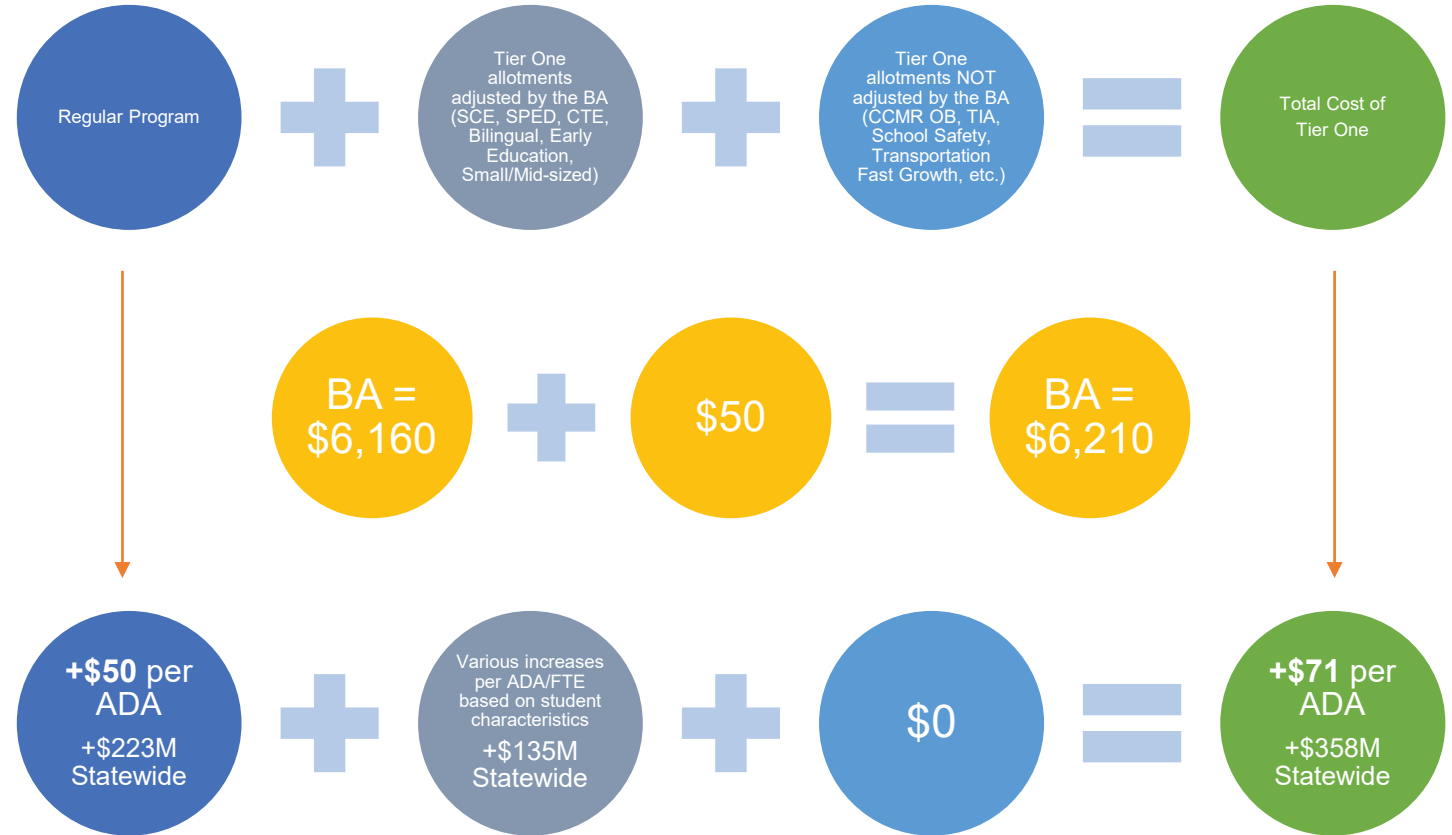 Regular Program
Tier One
allotments
adjusted by the BA
(SCE, SPED, CTE,
Bilingual, Early
Education,
Small/Mid-sized)
Tier One
allotments NOT
adjusted by the BA
(CCMR OB, TIA,
School Safety,
Transportation
Fast Growth, etc.)
Total Cost of
Tier One
BA =
$6,160
$50
BA =
$6,210
+$50 per
ADA
+$223M
Statewide
Various increases
per ADA/FTE
based on student
characteristics
+$135M
Statewide
$0
+$71 per
ADA
+$358M
Statewide